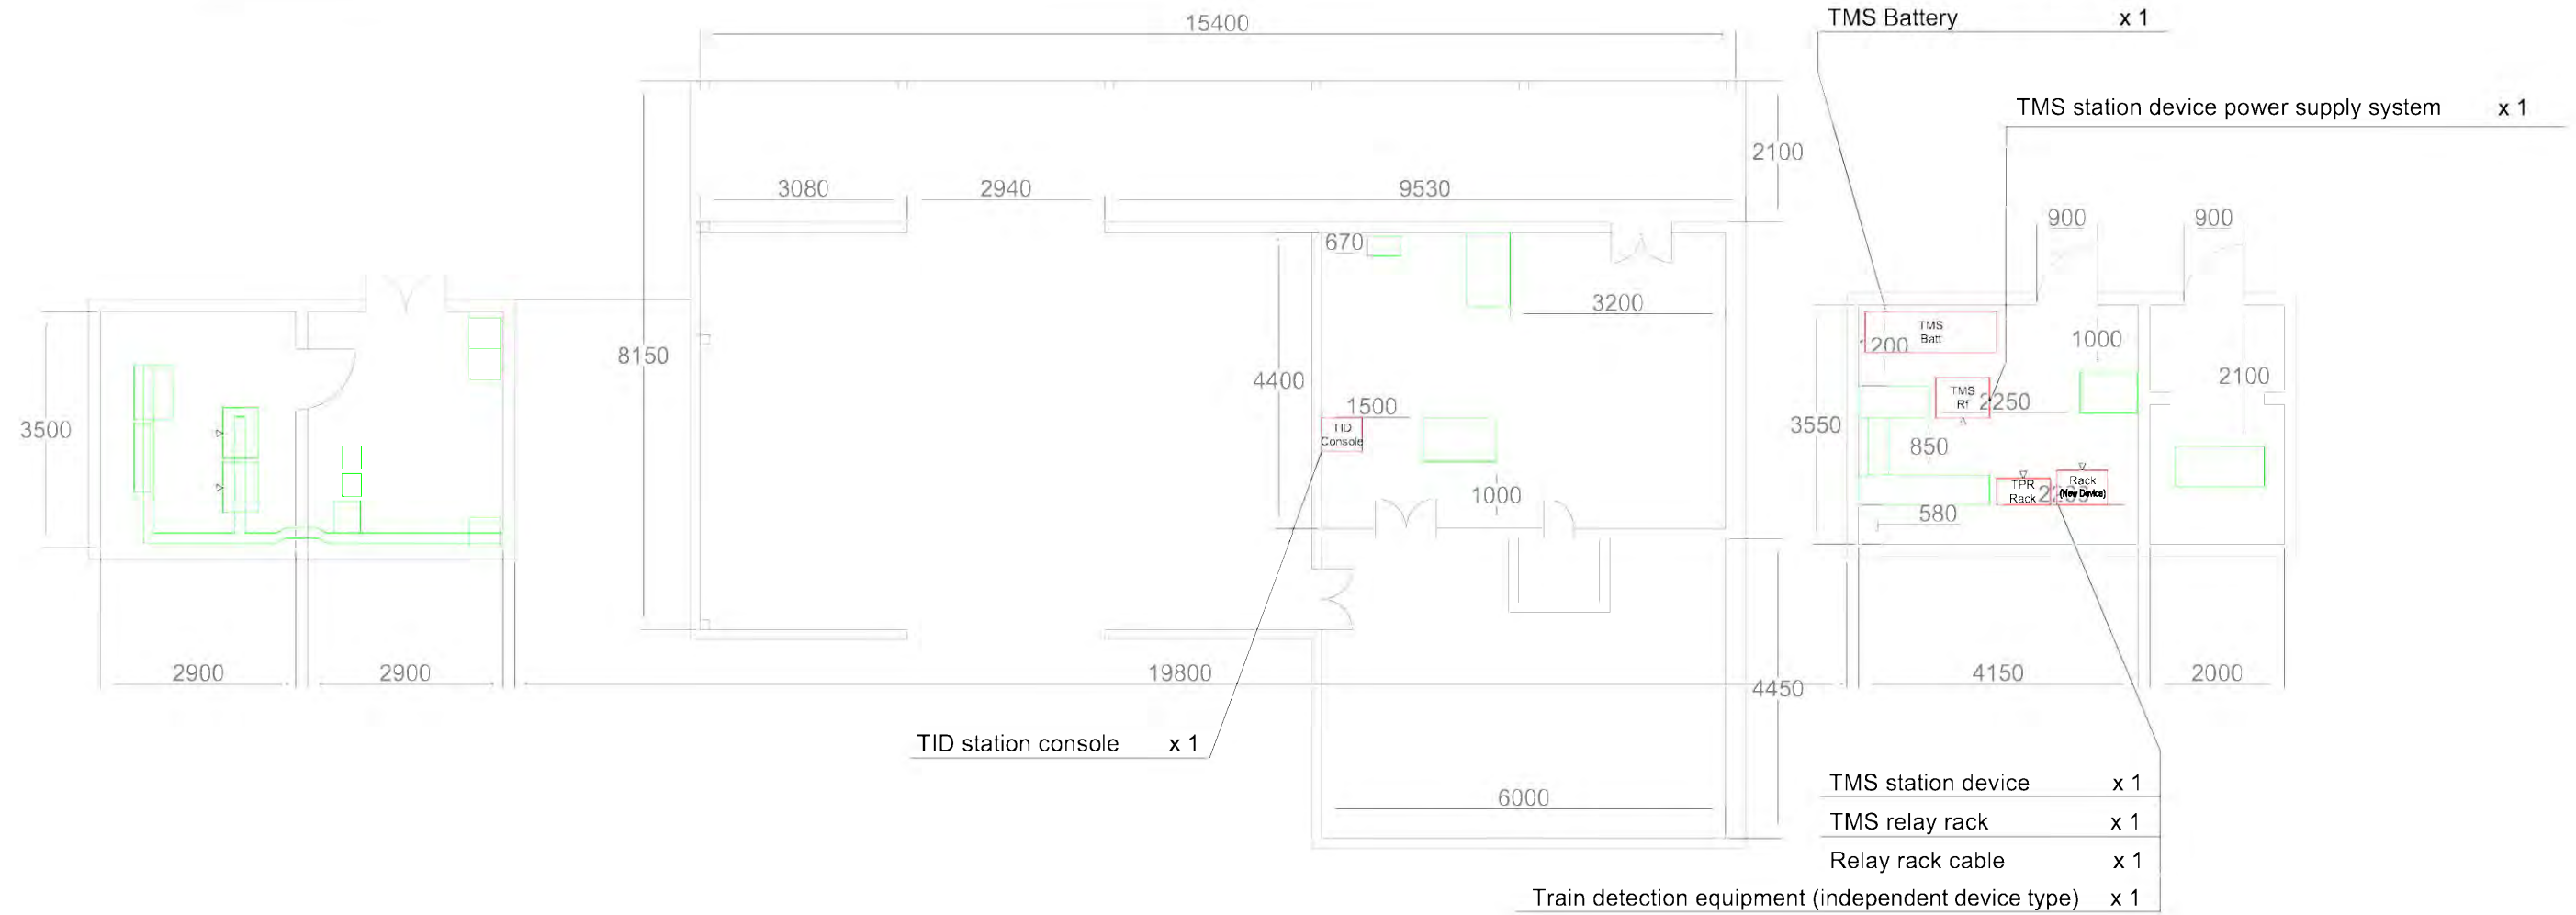 15400
TMS Battery x 1
TMS station device power supply system x 1
2100
3080
2940
9530
900
900
670
3200
TMS
Batt
1000
8150
4400
2100
1500
TMS
Rf
2250
3500
TID
Console
3550
850
1000
TPR
Rack
Rack
(New Device)
580
2900
2900
19800
4450
4150
2000
TID station console x 1
TMS station device x 1
6000
TMS relay rack x 1
Relay rack cable x 1
Train detection equipment (independent device type) x 1